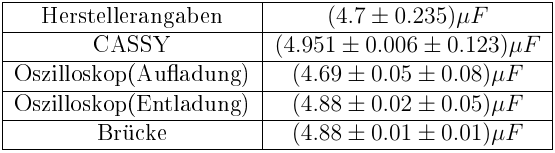 Herstellerangaben (4.7 ± 0.235)μF
CASSY (4.951 ± 0.006 ± 0.123)μF
Oszilloskop(Aufladung) (4.69 ± 0.05 ± 0.08)μF
Oszilloskop(Entladung) (4.88 ± 0.02 ± 0.05)μF
Brücke (4.88 ± 0.01 ± 0.01)μF